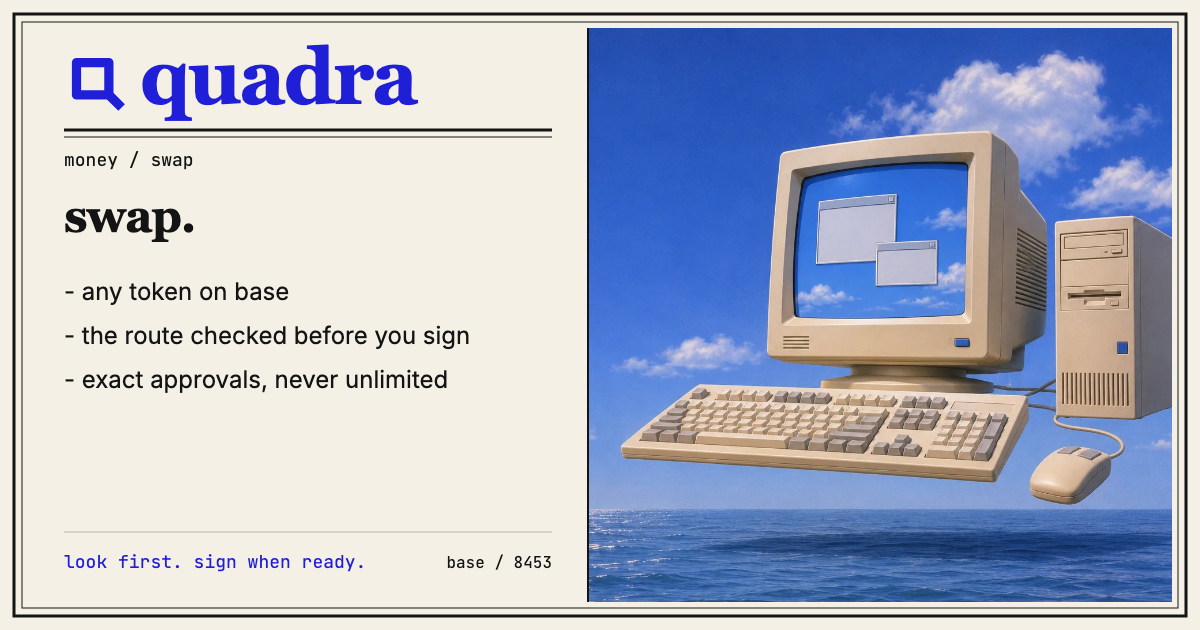 quadra
money / swap
swap.
- any token on base
- the route checked before you sign
- exact approvals, never unlimited
look first. sign when ready.
base / 8453